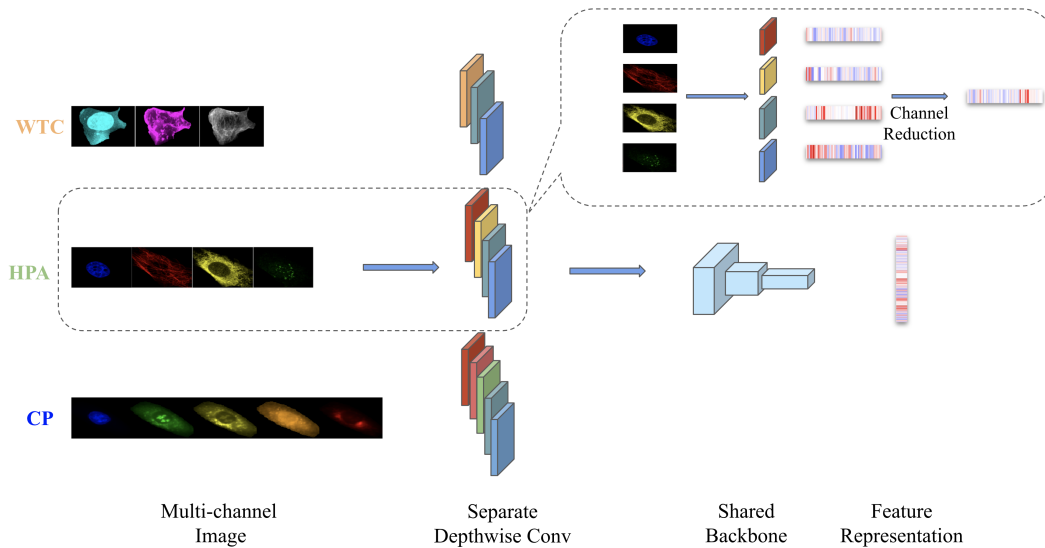 Channel
Reduction
WTC
HPA
CP
Multi-channel
Image
Separate
Depthwise Conv
Shared
Backbone
Feature
Representation